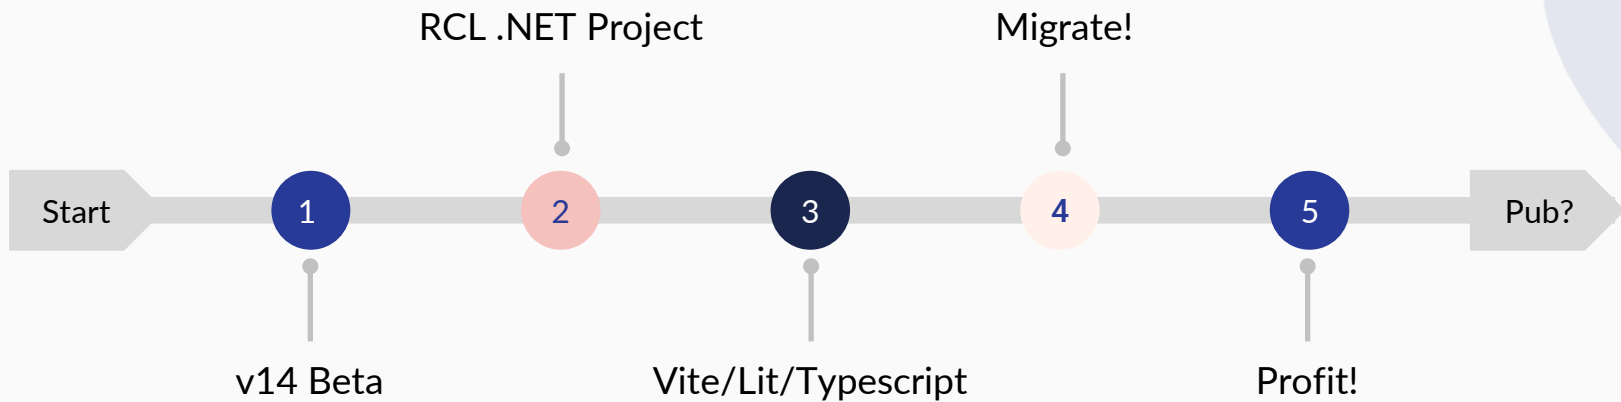 RCL .NET Project
Migrate!
Start
1
2
3
4
5
Pub?
v14 Beta
Vite/Lit/Typescript
Profit!